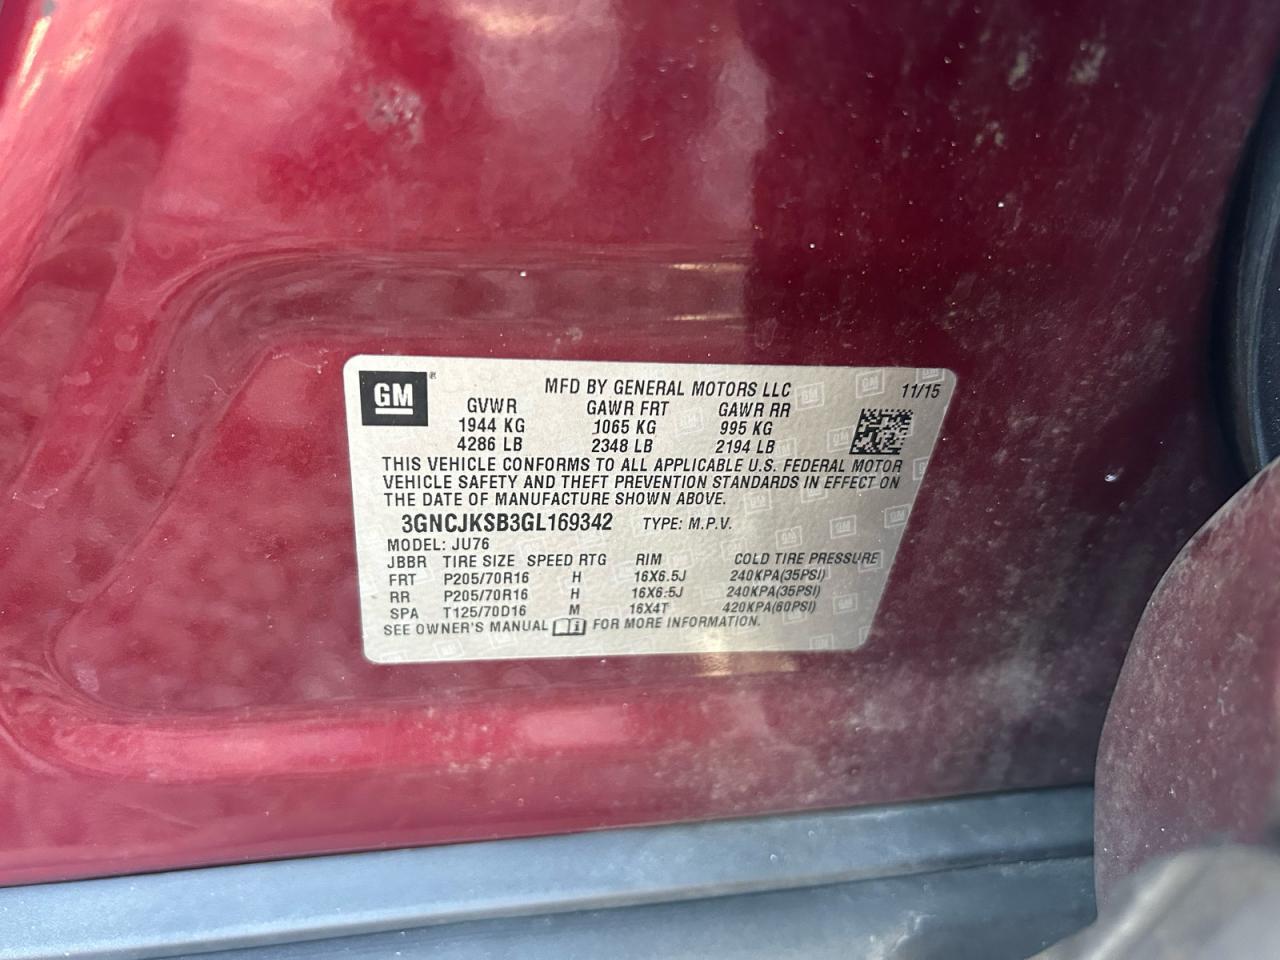 GM
MFD BY GENERAL MOTORS LLC 11/15
GVWR GAWR FRT GAWR RR
1944 KG 1065 KG 995 KG
4286 LB 2348 LB 2194 LB
THIS VEHICLE CONFORMS TO ALL APPLICABLE U.S. FEDERAL MOTOR
VEHICLE SAFETY AND THEFT PREVENTION STANDARDS IN EFFECT ON
THE DATE OF MANUFACTURE SHOWN ABOVE.
3GNCJKSB3GL169342 TYPE: M.P.V.
MODEL: JU76
JBBR TIRE SIZE SPEED RTG RIM COLD TIRE PRESSURE
FRT P205/70R16 H 16X6.5J 240KPA(35PSI)
RR P205/70R16 H 16X6.5J 240KPA(35PSI)
SPA T125/70D16 M 16X4T 420KPA(60PSI)
SEE OWNER'S MANUAL FOR MORE INFORMATION.